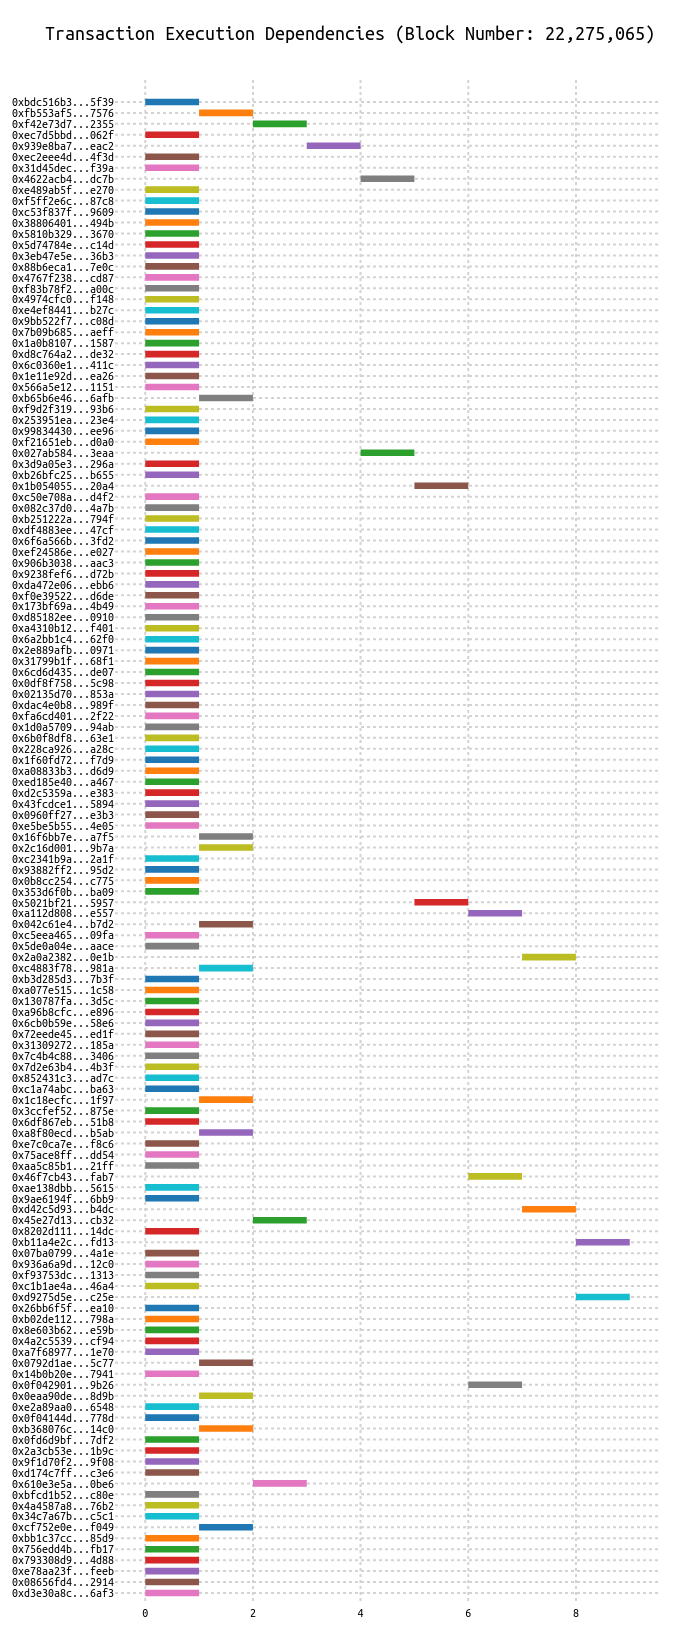 Transaction Execution Dependencies (Block Number: 22,275,065)
0xbdc516b3...5f39
0xfb553af5...7576
0xf42e73d7...2355
0xec7d5bbd...062f
0x939e8ba7...eac2
0xec2eee4d...4f3d
0x31d45dec...f39a
0x4622acb4...dc7b
0xe489ab5f...e270
0xf5ff2e6c...87c8
0xc53f837f...9609
0x38806401...494b
0x5810b329...3670
0x5d74784e...c14d
0x3eb47e5e...36b3
0x88b6eca1...7e0c
0x4767f238...cd87
0xf83b78f2...a00c
0x4974cfc0...f148
0xe4ef8441...b27c
0x9bb522f7...c08d
0x7b09b685...aeff
0x1a0b8107...1587
0xd8c764a2...de32
0x6c0360e1...411c
0x1e11e92d...ea26
0x566a5e12...1151
0xb65b6e46...6afb
0xf9d2f319...93b6
0x253951ea...23e4
0x99834430...ee96
0xf21651eb...d0a0
0x027ab584...3eaa
0x3d9a05e3...296a
0xb26bfc25...b655
0x1b054055...20a4
0xc50e708a...d4f2
0x082c37d0...4a7b
0xb251222a...794f
0xdf4883ee...47cf
0x6f6a566b...3fd2
0xef24586e...e027
0x906b3038...aac3
0x9238fef6...d72b
0xda472e06...ebb6
0xf0e39522...d6de
0x173bf69a...4b49
0xd85182ee...0910
0xa4310b12...f401
0x6a2bb1c4...62f0
0x2e889afb...0971
0x31799b1f...68f1
0x6cd6d435...de07
0x0df8f758...5c98
0x02135d70...853a
0xdac4e0b8...989f
0xfa6cd401...2f22
0x1d0a5709...94ab
0x6b0f8df8...63e1
0x228ca926...a28c
0x1f60fd72...f7d9
0xa08833b3...d6d9
0xed185e40...a467
0xd2c5359a...e383
0x43fcdce1...5894
0x0960ff27...e3b3
0xe5be5b55...4e05
0x16f6bb7e...a7f5
0x2c16d001...9b7a
0xc2341b9a...2a1f
0x93882ff2...95d2
0x0b8cc254...c775
0x353d6f0b...ba09
0x5021bf21...5957
0xa112d808...e557
0x042c61e4...b7d2
0xc5eea465...09fa
0x5de0a04e...aace
0x2a0a2382...0e1b
0xc4883f78...981a
0xb3d285d3...7b3f
0xa077e515...1c58
0x130787fa...3d5c
0xa96b8cfc...e896
0x6cb0b59e...58e6
0x72eede45...ed1f
0x31309272...185a
0x7c4b4c88...3406
0x7d2e63b4...4b3f
0x852431c3...ad7c
0xc1a74abc...ba63
0x1c18ecfc...1f97
0x3ccfef52...875e
0x6df867eb...51b8
0xa8f80ecd...b5ab
0xe7c0ca7e...f8c6
0x75ace8ff...dd54
0xaa5c85b1...21ff
0x46f7cb43...fab7
0xae138dbb...5615
0x9ae6194f...6bb9
0xd42c5d93...b4dc
0x45e27d13...cb32
0x8202d111...14dc
0xb11a4e2c...fd13
0x07ba0799...4a1e
0x936a6a9d...12c0
0xf93753dc...1313
0xc1b1ae4a...46a4
0xd9275d5e...c25e
0x26bb6f5f...ea10
0xb02de112...798a
0x8e603b62...e59b
0x4a2c5539...cf94
0xa7f68977...1e70
0x0792d1ae...5c77
0x14b0b20e...7941
0x0f042901...9b26
0x0eaa90de...8d9b
0xe2a89aa0...6548
0x0f04144d...778d
0xb368076c...14c0
0x0fd6d9bf...7df2
0x2a3cb53e...1b9c
0x9f1d70f2...9f08
0xd174c7ff...c3e6
0x610e3e5a...0be6
0xbfcd1b52...c80e
0x4a4587a8...76b2
0x34c7a67b...c5c1
0xcf752e0e...f049
0xbb1c37cc...85d9
0x756edd4b...fb17
0x793308d9...4d88
0xe78aa23f...feeb
0x08656fd4...2914
0xd3e30a8c...6af3
0 2 4 6 8